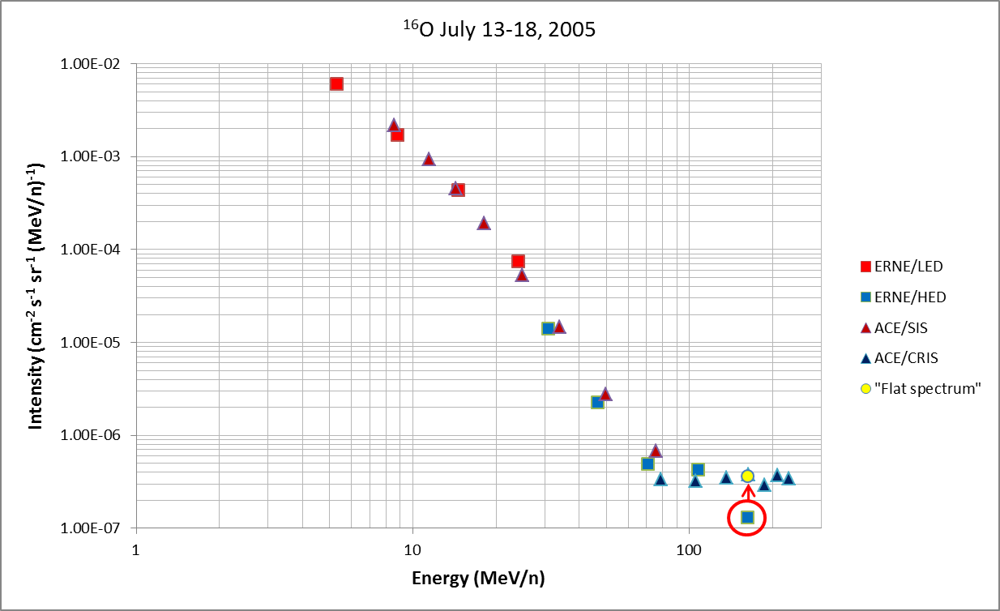 ¹⁶O July 13-18, 2005
1.00E-02
1.00E-03
1.00E-04
1.00E-05
1.00E-06
1.00E-07
Intensity (cm⁻² s⁻¹ sr⁻¹ (MeV/n)⁻¹)
1 10 100
Energy (MeV/n)
ERNE/LED
ERNE/HED
ACE/SIS
ACE/CRIS
"Flat spectrum"